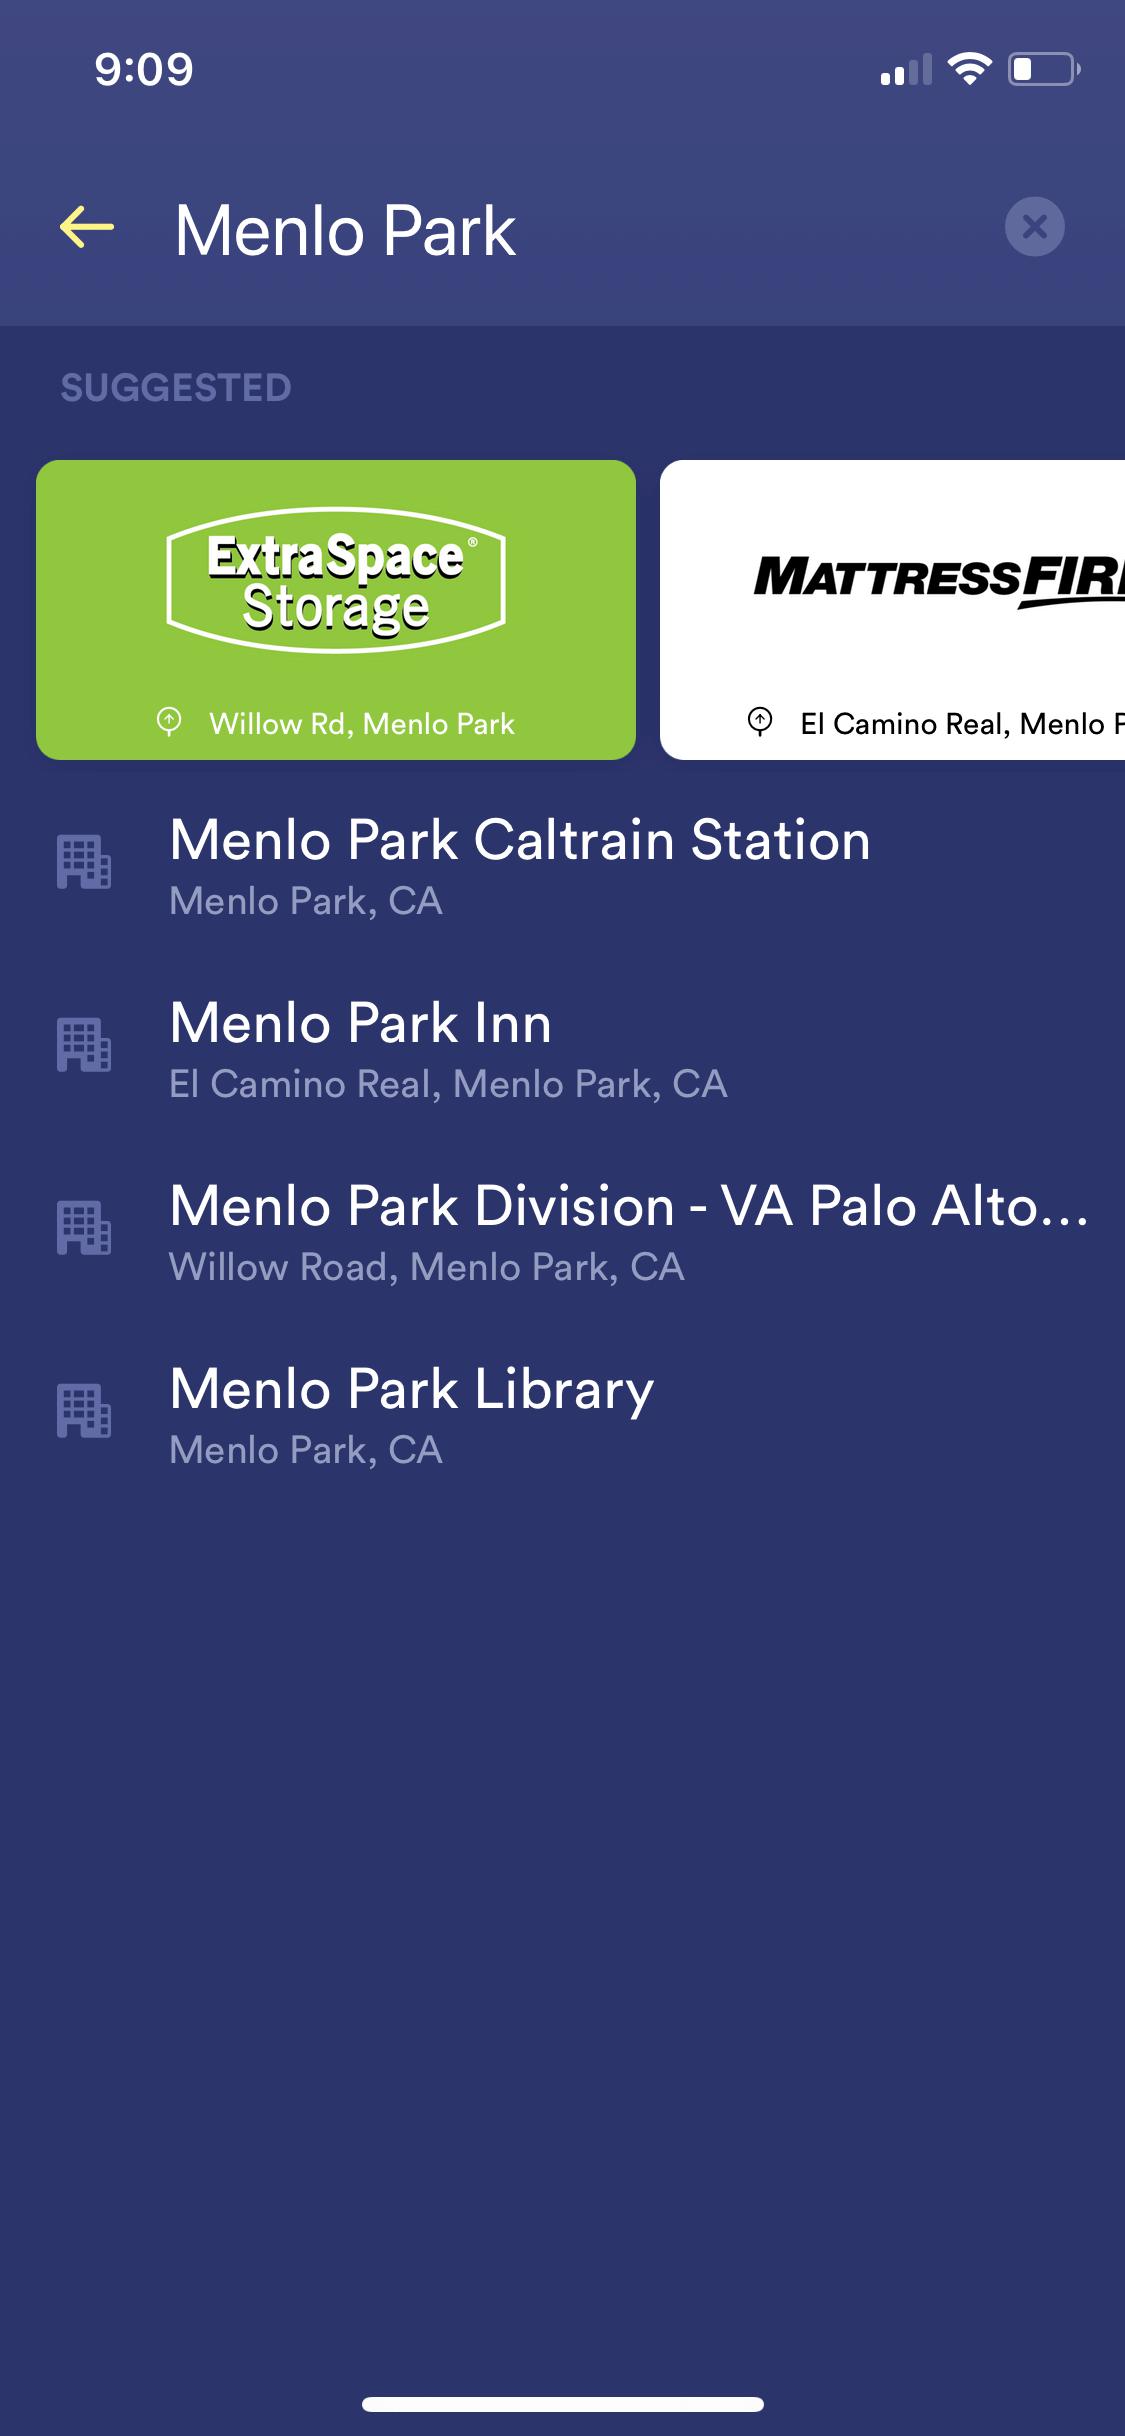 9:09
Menlo Park
SUGGESTED
ExtraSpace®
Storage
Willow Rd, Menlo Park
MATTRESSFIR
El Camino Real, Menlo P
Menlo Park Caltrain Station
Menlo Park, CA
Menlo Park Inn
El Camino Real, Menlo Park, CA
Menlo Park Division - VA Palo Alto...
Willow Road, Menlo Park, CA
Menlo Park Library
Menlo Park, CA